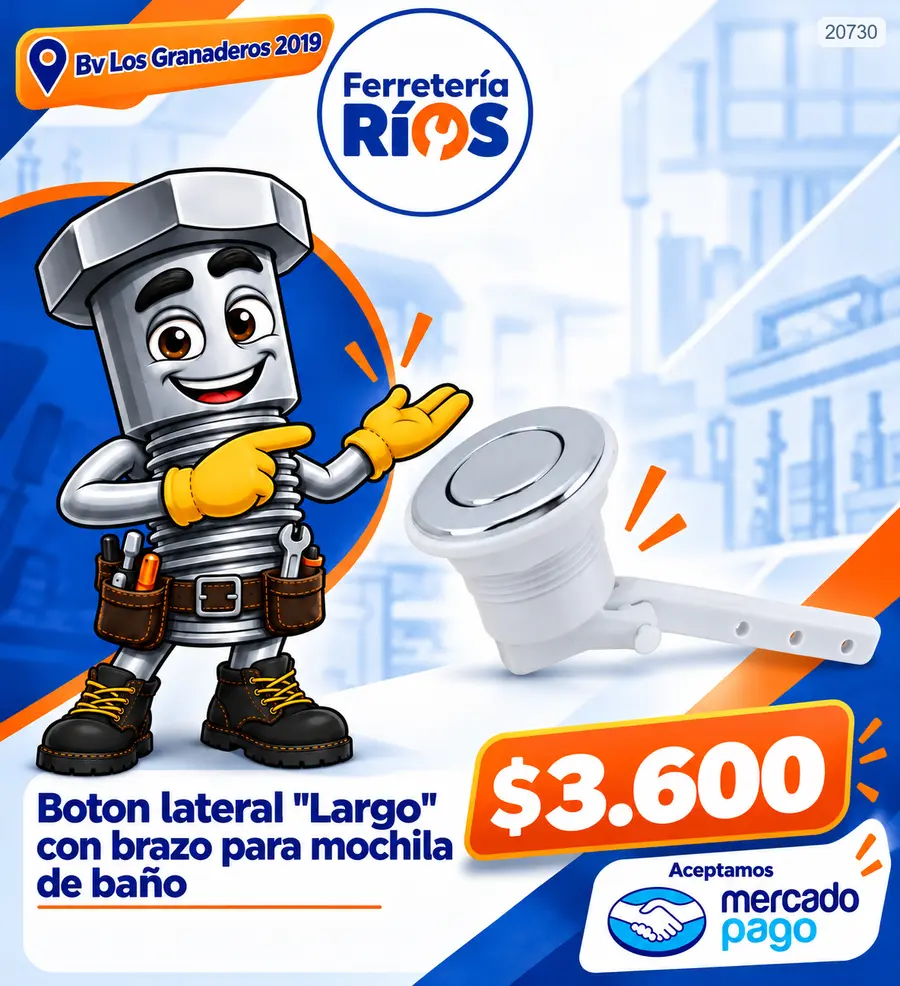 Bv Los Granaderos 2019
20730
Ferretería
RÍOS
$3.600
Boton lateral "Largo"
con brazo para mochila
de baño
Aceptamos
mercado
pago